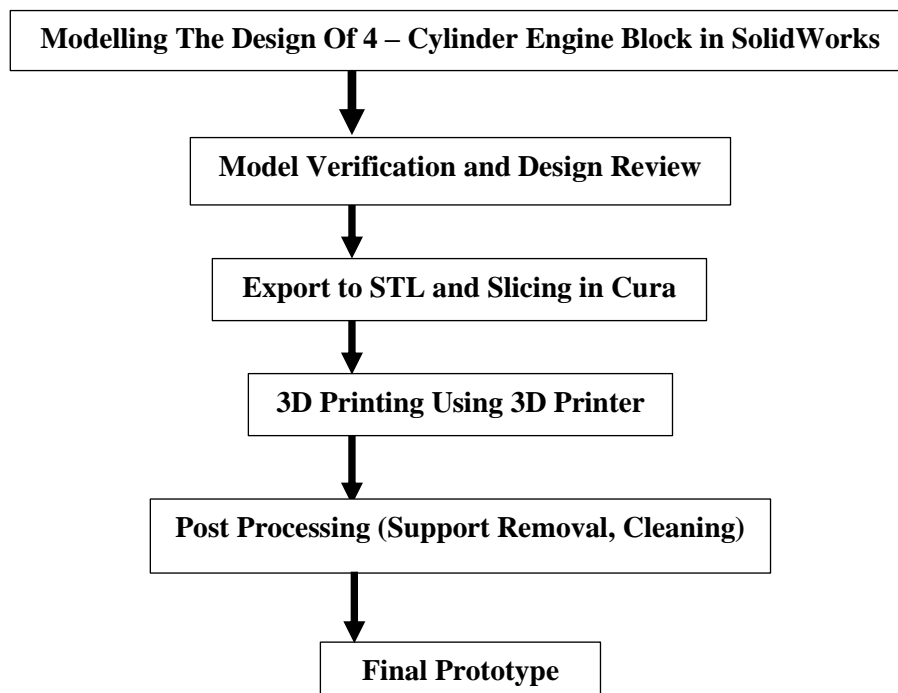 Modelling The Design Of 4 – Cylinder Engine Block in SolidWorks
Model Verification and Design Review
Export to STL and Slicing in Cura
3D Printing Using 3D Printer
Post Processing (Support Removal, Cleaning)
Final Prototype